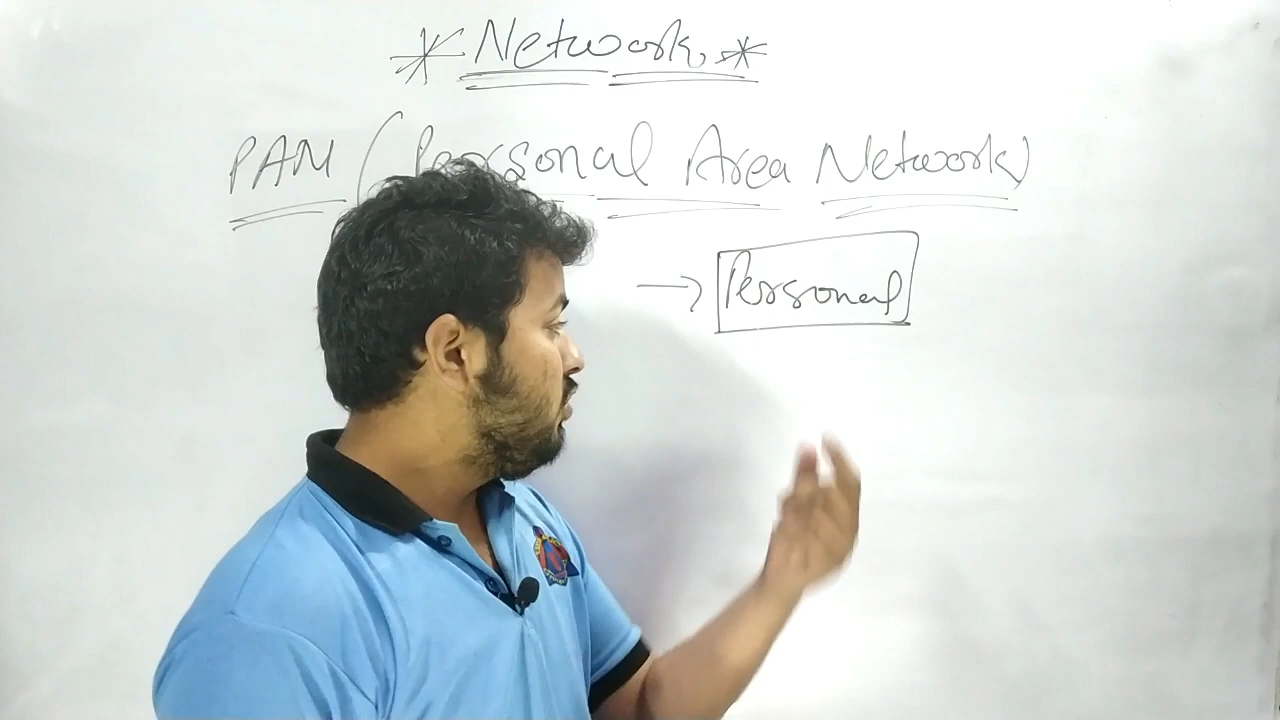 * Network *
PAN (Personal Area Network)
→ Personal